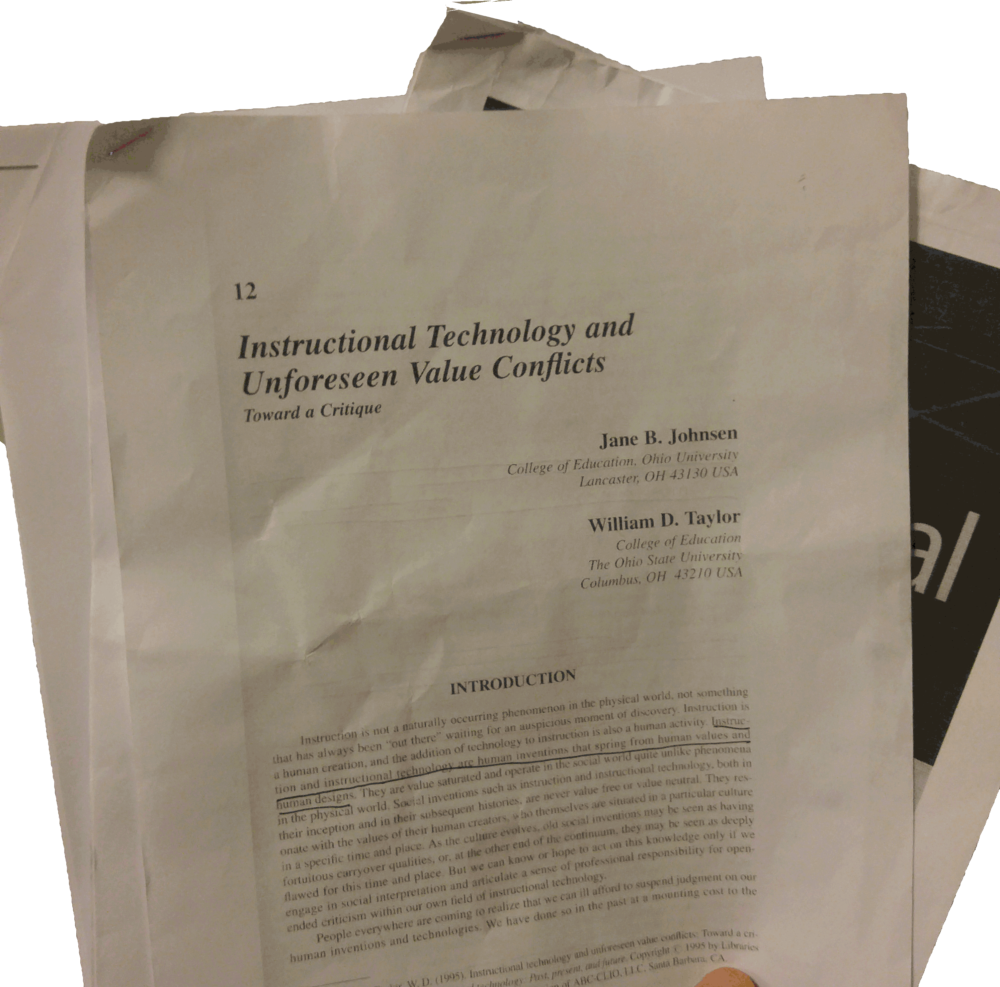 12
Instructional Technology and
Unforeseen Value Conflicts
Toward a Critique
Jane B. Johnsen
College of Education, Ohio University
Lancaster, OH 43130 USA
William D. Taylor
College of Education
The Ohio State University
Columbus, OH 43210 USA
INTRODUCTION
Instruction is not a naturally occurring phenomenon in the physical world, not something
that has always been "out there" waiting for an auspicious moment of discovery. Instruction is
a human creation, and the addition of technology to instruction is also a human activity. Instruc-
tion and instructional technology are human inventions that spring from human values and
human designs. They are value saturated and operate in the social world quite unlike phenomena
in the physical world. Social inventions such as instruction and instructional technology, both in
their inception and in their subsequent histories, are never value free or value neutral. They res-
onate with the values of their human creators, who themselves are situated in a particular culture
in a specific time and place. As the culture evolves, old social inventions may be seen as having
fortuitous carryover qualities, or, at the other end of the continuum, they may be seen as deeply
flawed for this time and place. But we can know or hope to act on this knowledge only if we
engage in social interpretation and articulate a sense of professional responsibility for open-
ended criticism within our own field of instructional technology.
People everywhere are coming to realize that we can ill afford to suspend judgment on our
human inventions and technologies. We have done so in the past at a mounting cost to the
W. D. (1995). Instructional technology and unforeseen value conflicts: Toward a cri-
technology: Past, present, and future. Copyright © 1995 by Libraries
of ABC-CLIO, LLC, Santa Barbara, CA.
al